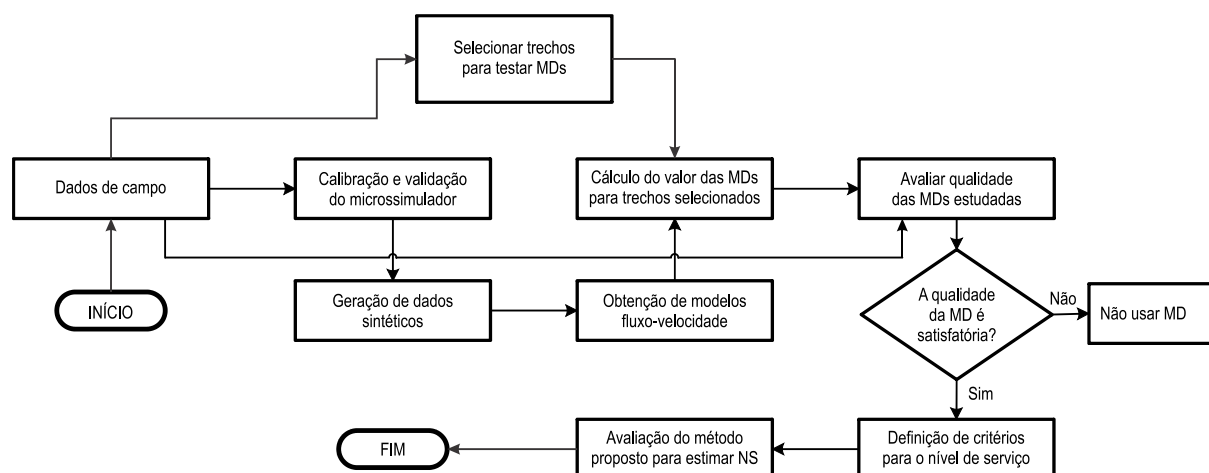 Selecionar trechos
para testar MDs
Dados de campo
Calibração e validação
do microssimulador
Cálculo do valor das MDs
para trechos selecionados
Avaliar qualidade
das MDs estudadas
INÍCIO
Geração de dados
sintéticos
Obtenção de modelos
fluxo-velocidade
A qualidade
da MD é
satisfatória?
Não
Não usar MD
Sim
FIM
Avaliação do método
proposto para estimar NS
Definição de critérios
para o nível de serviço